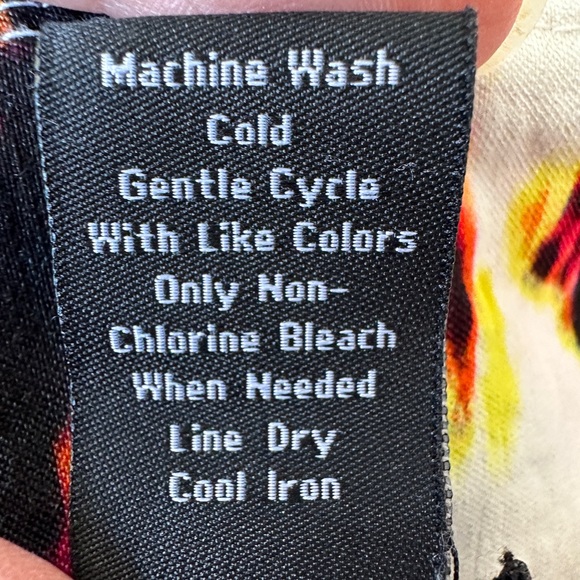 Machine Wash
Cold
Gentle Cycle
With Like Colors
Only Non-
Chlorine Bleach
When Needed
Line Dry
Cool Iron